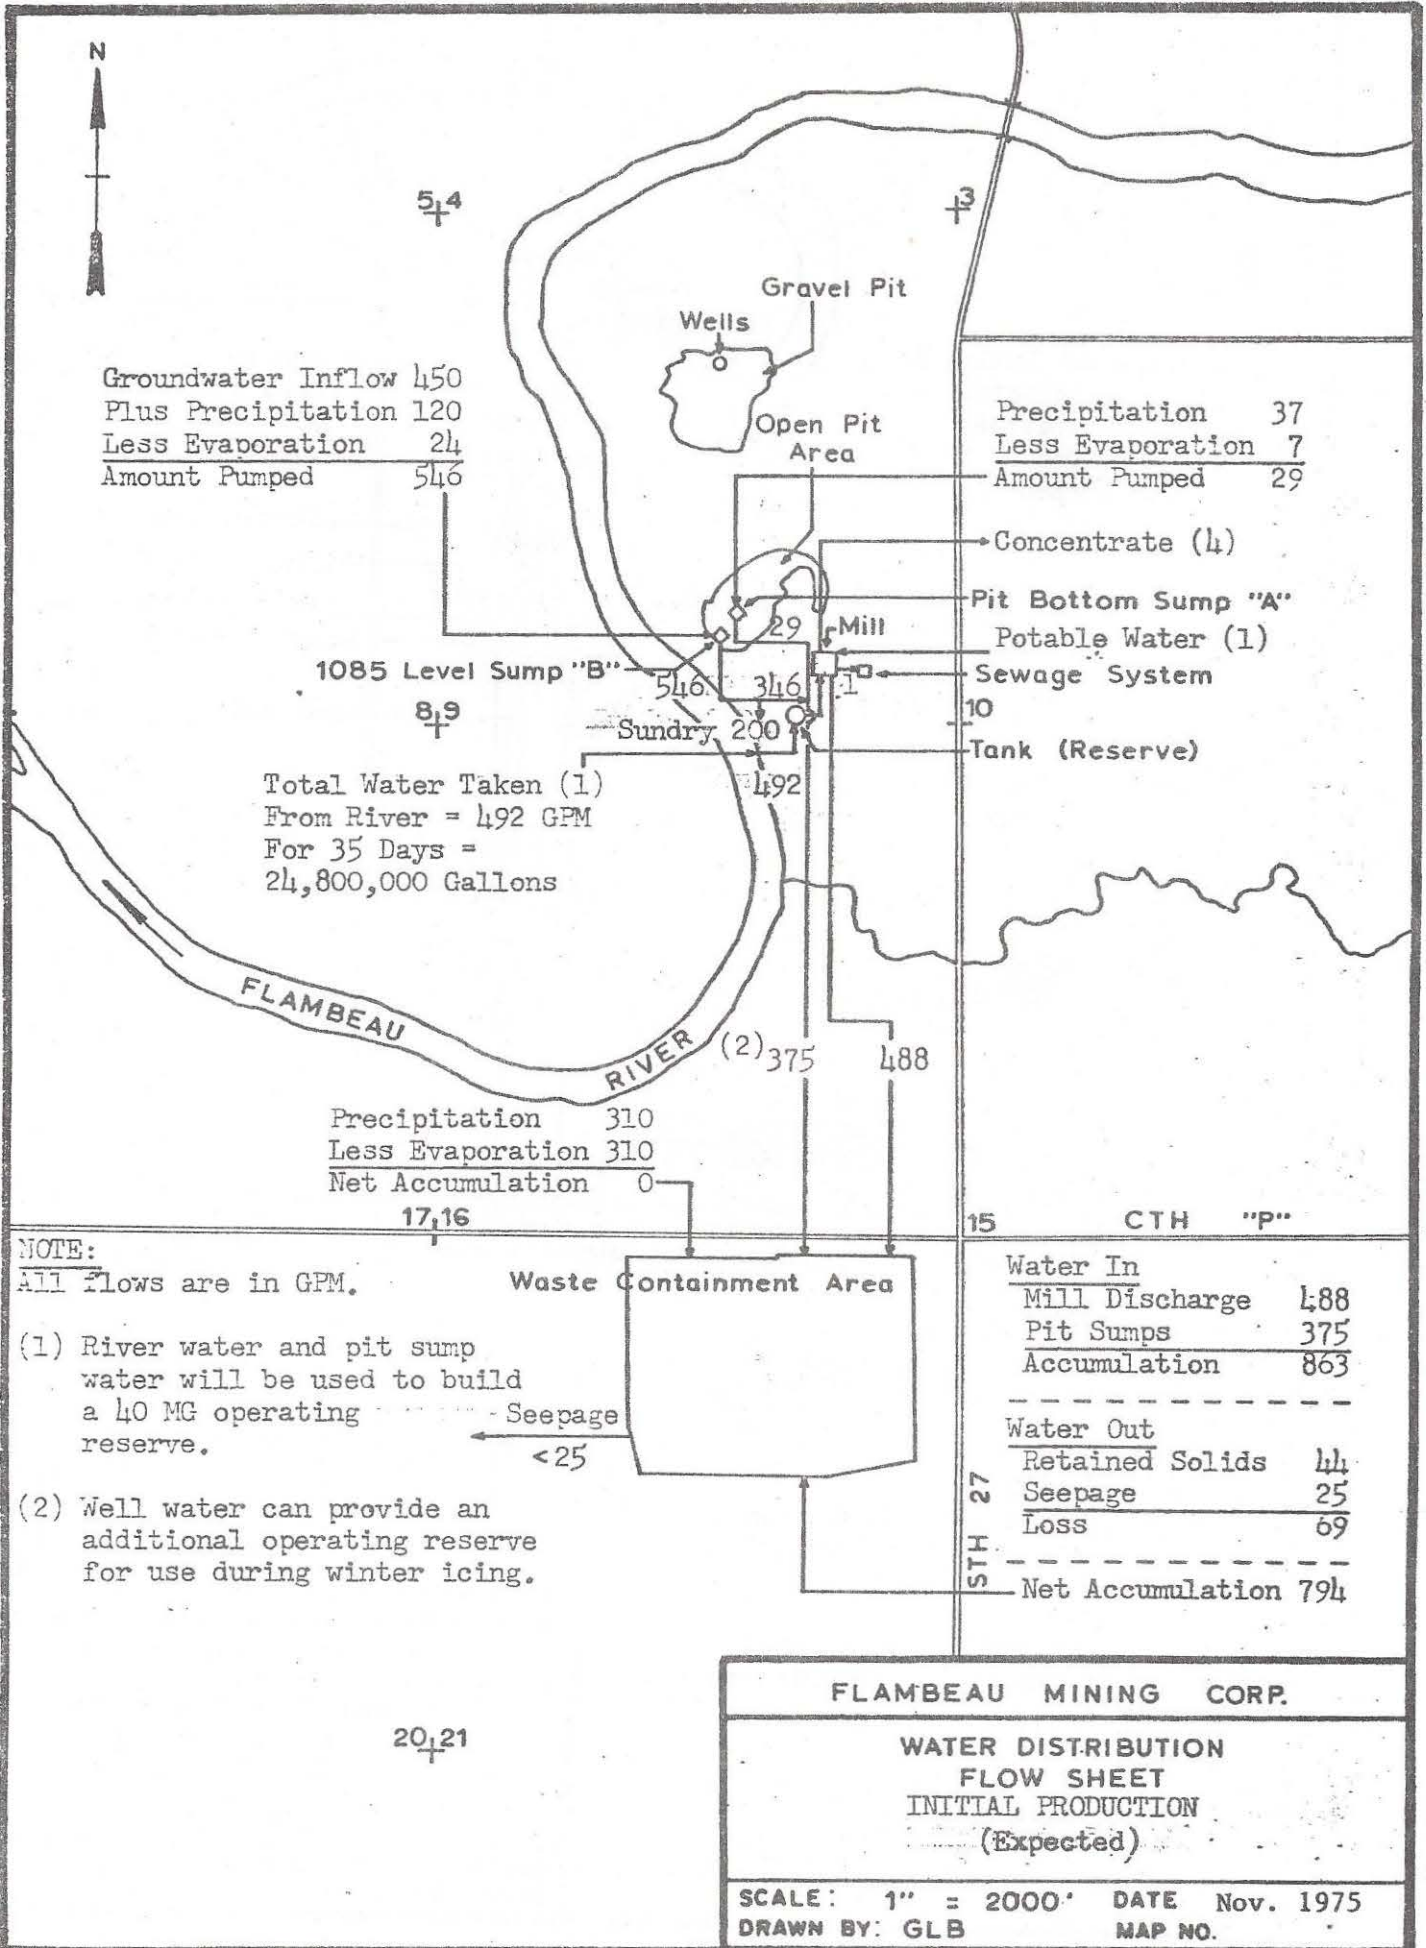 N
5 4
3
Gravel Pit
Wells
Groundwater Inflow 450
Plus Precipitation 120
Less Evaporation 24
Amount Pumped 546
Open Pit
Area
Precipitation 37
Less Evaporation 7
Amount Pumped 29
Concentrate (4)
Pit Bottom Sump "A"
29
Mill
Potable Water (1)
1085 Level Sump "B"
Sewage System
546
346
1
8 9
10
Sundry 200
Tank (Reserve)
492
Total Water Taken (1)
From River = 492 GPM
For 35 Days =
24,800,000 Gallons
FLAMBEAU RIVER
(2) 375
488
Precipitation 310
Less Evaporation 310
Net Accumulation 0
17 16
15
CTH "P"
NOTE:
All flows are in GPM.
(1) River water and pit sump
water will be used to build
a 40 MG operating
reserve.
(2) Well water can provide an
additional operating reserve
for use during winter icing.
Waste Containment Area
Seepage
<25
Water In
Mill Discharge 488
Pit Sumps 375
Accumulation 863
Water Out
Retained Solids 44
Seepage 25
Loss 69
Net Accumulation 794
STH 27
20 21
FLAMBEAU MINING CORP.
WATER DISTRIBUTION
FLOW SHEET
INITIAL PRODUCTION
(Expected)
SCALE: 1" = 2000' DATE Nov. 1975
DRAWN BY: GLB MAP NO.